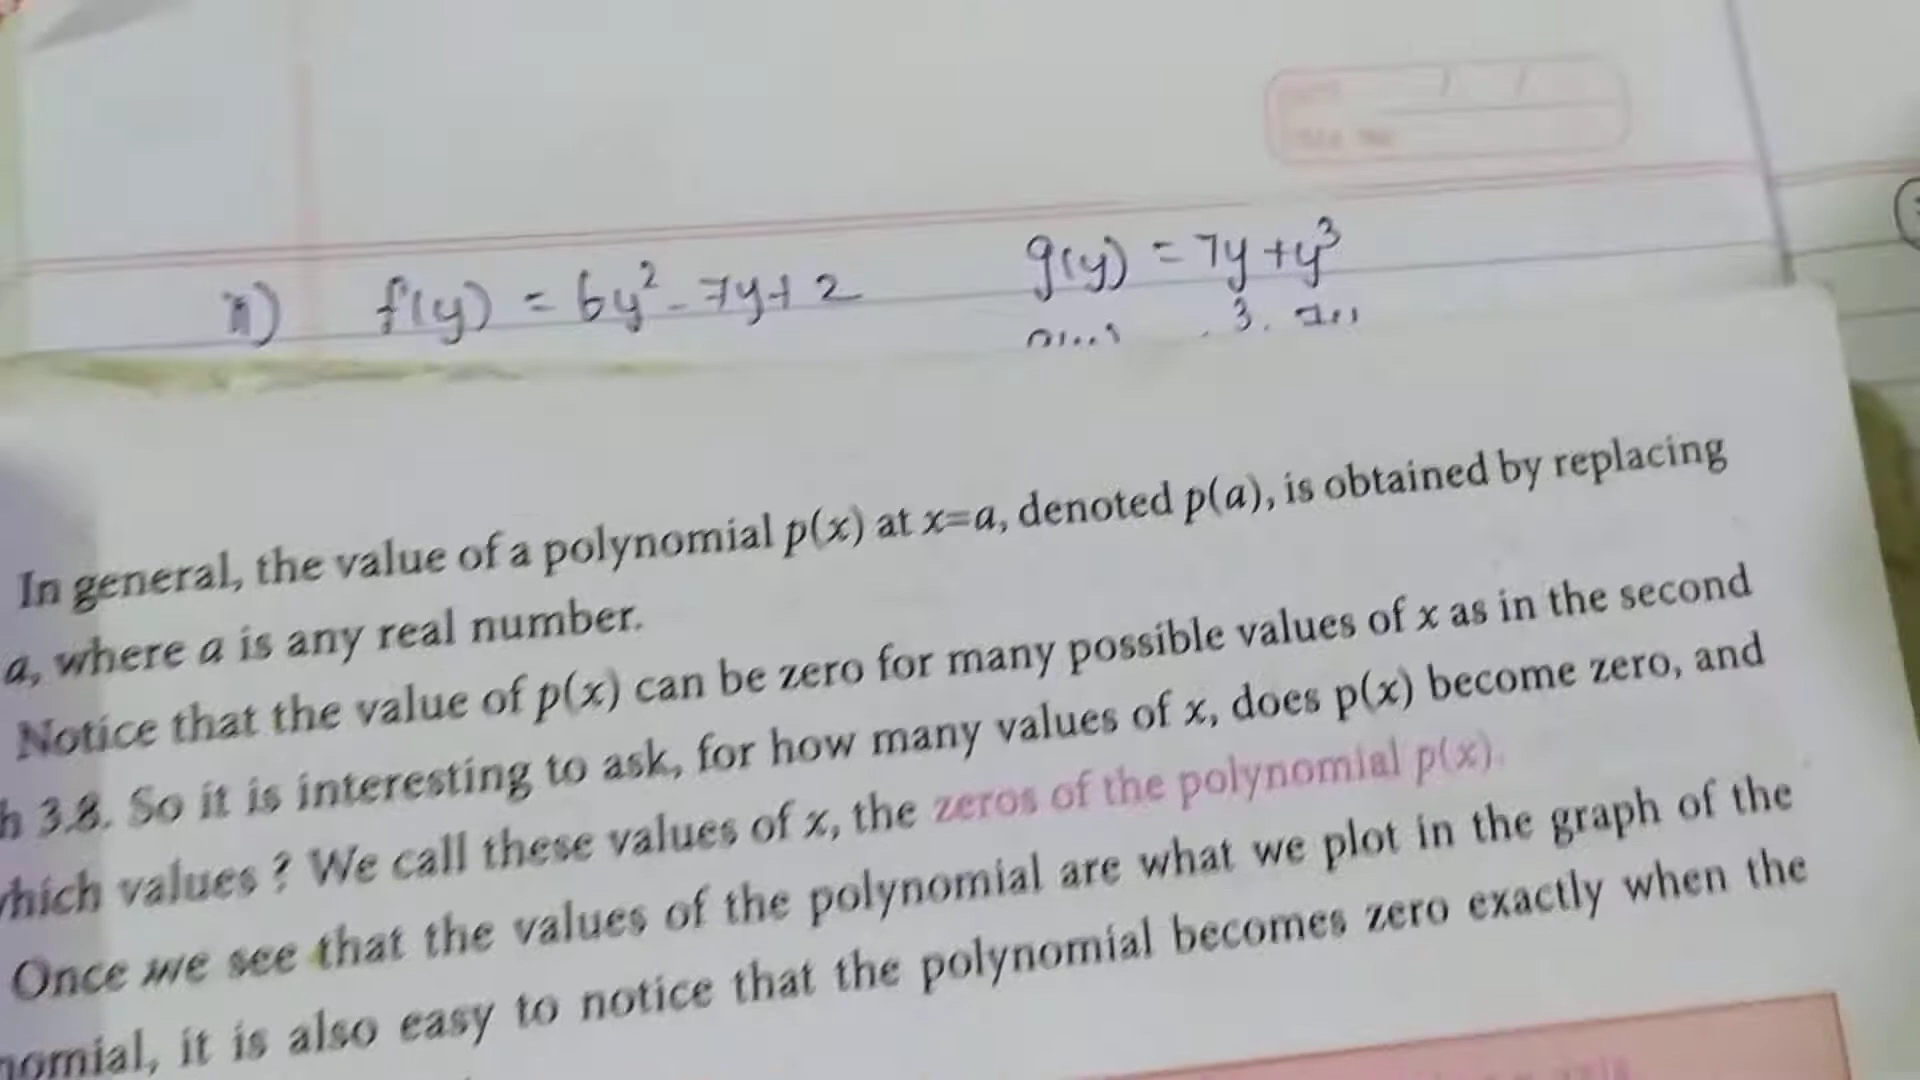 ii) f(y) = 6y² - 7y + 2 g(y) = 7y + y³
In general, the value of a polynomial p(x) at x=a, denoted p(a), is obtained by replacing
a, where a is any real number.
Notice that the value of p(x) can be zero for many possible values of x as in the second
h 3.8. So it is interesting to ask, for how many values of x, does p(x) become zero, and
which values ? We call these values of x, the zeros of the polynomial p(x).
Once we see that the values of the polynomial are what we plot in the graph of the
nomial, it is also easy to notice that the polynomial becomes zero exactly when the